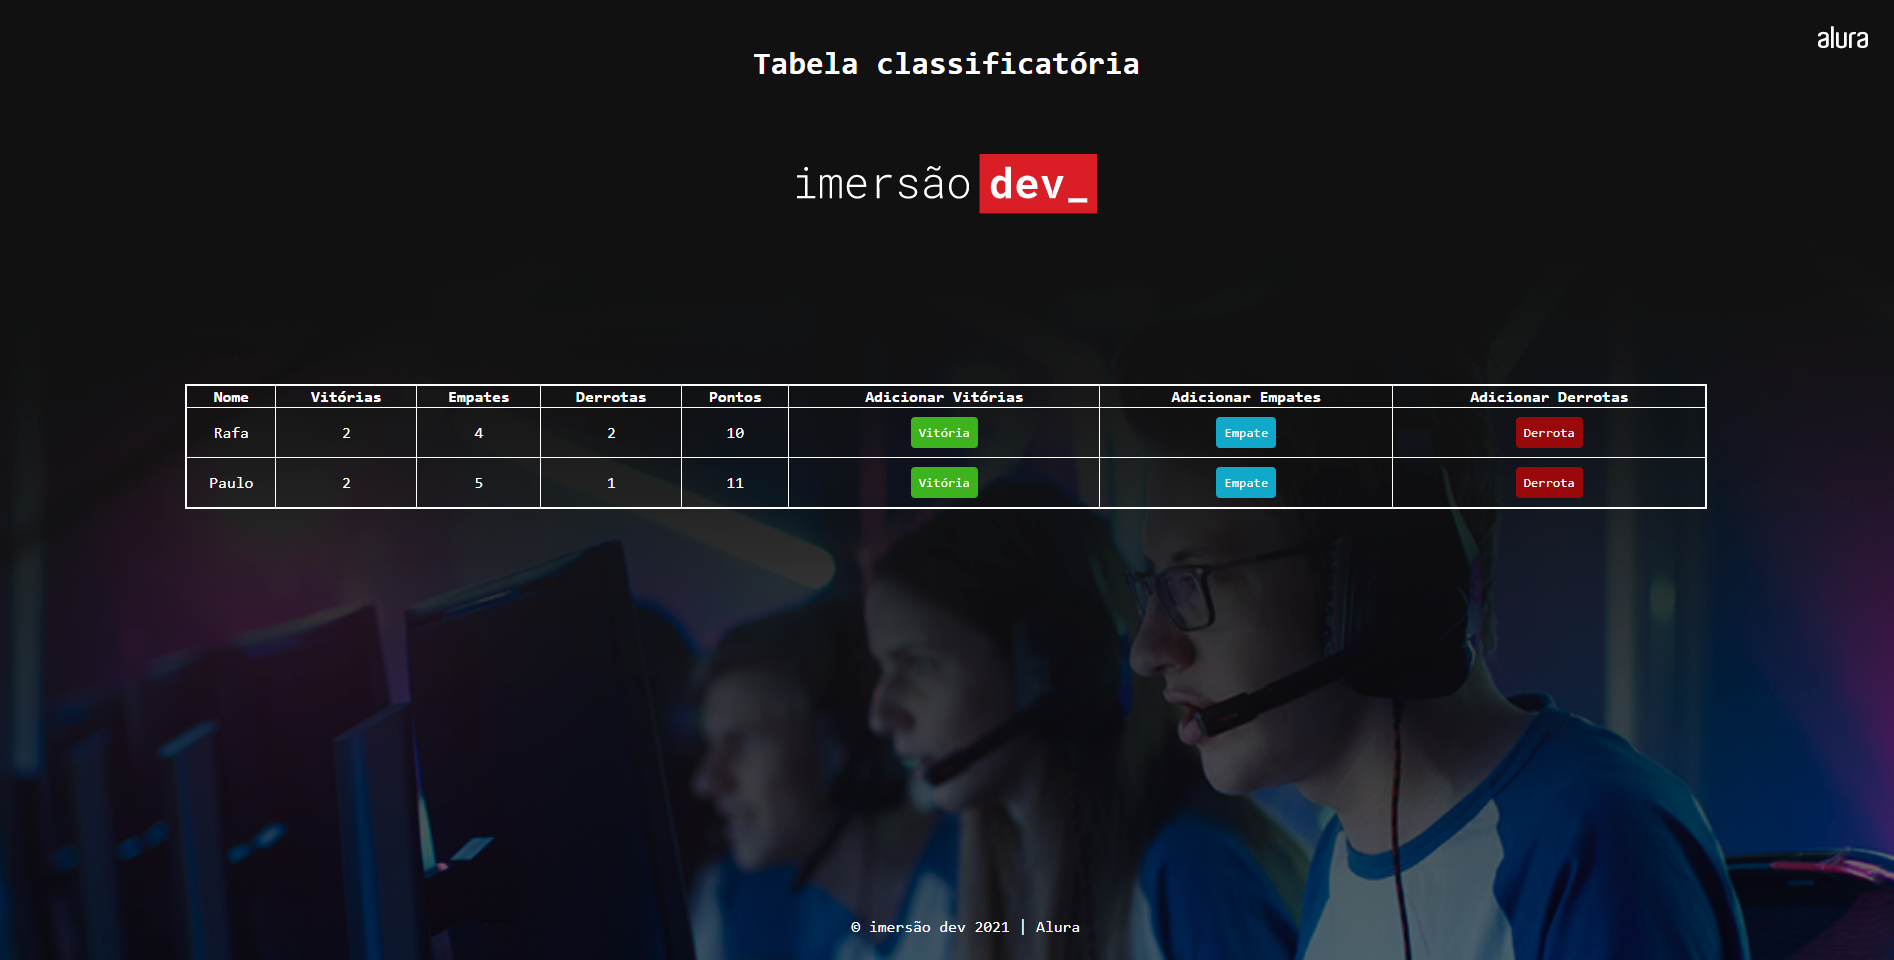 alura
Tabela classificatória
imersão dev_
Nome Vitórias Empates Derrotas Pontos Adicionar Vitórias Adicionar Empates Adicionar Derrotas
Rafa 2 4 2 10 Vitória Empate Derrota
Paulo 2 5 1 11 Vitória Empate Derrota
© imersão dev 2021 | Alura